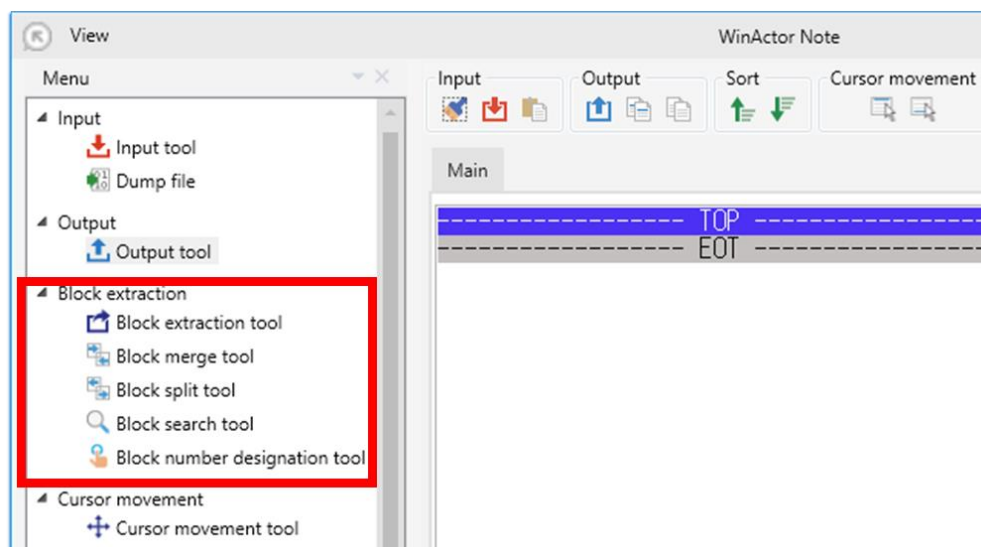 View
WinActor Note
Menu
Input
Input tool
Dump file
Output
Output tool
Block extraction
Block extraction tool
Block merge tool
Block split tool
Block search tool
Block number designation tool
Cursor movement
Cursor movement tool
Input
Output
Sort
Cursor movement
Main
------------------ TOP -----------------
------------------ EOT -----------------